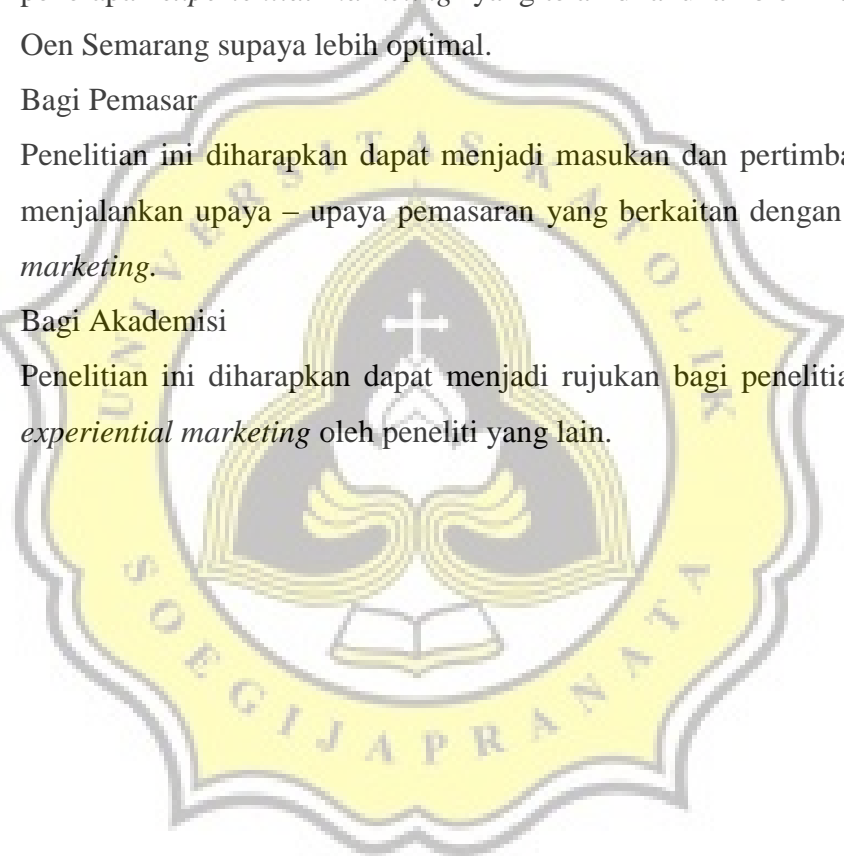 Oen Semarang supaya lebih optimal.
Bagi Pemasar
Penelitian ini diharapkan dapat menjadi masukan dan
menjalankan upaya – upaya pemasaran yang berkaitan dengan
marketing.
Bagi Akademisi
Penelitian ini diharapkan dapat menjadi rujukan bagi
experiential marketing oleh peneliti yang lain.
UNIVERSITAS KATOLIK
SOEGIJAPRANATA